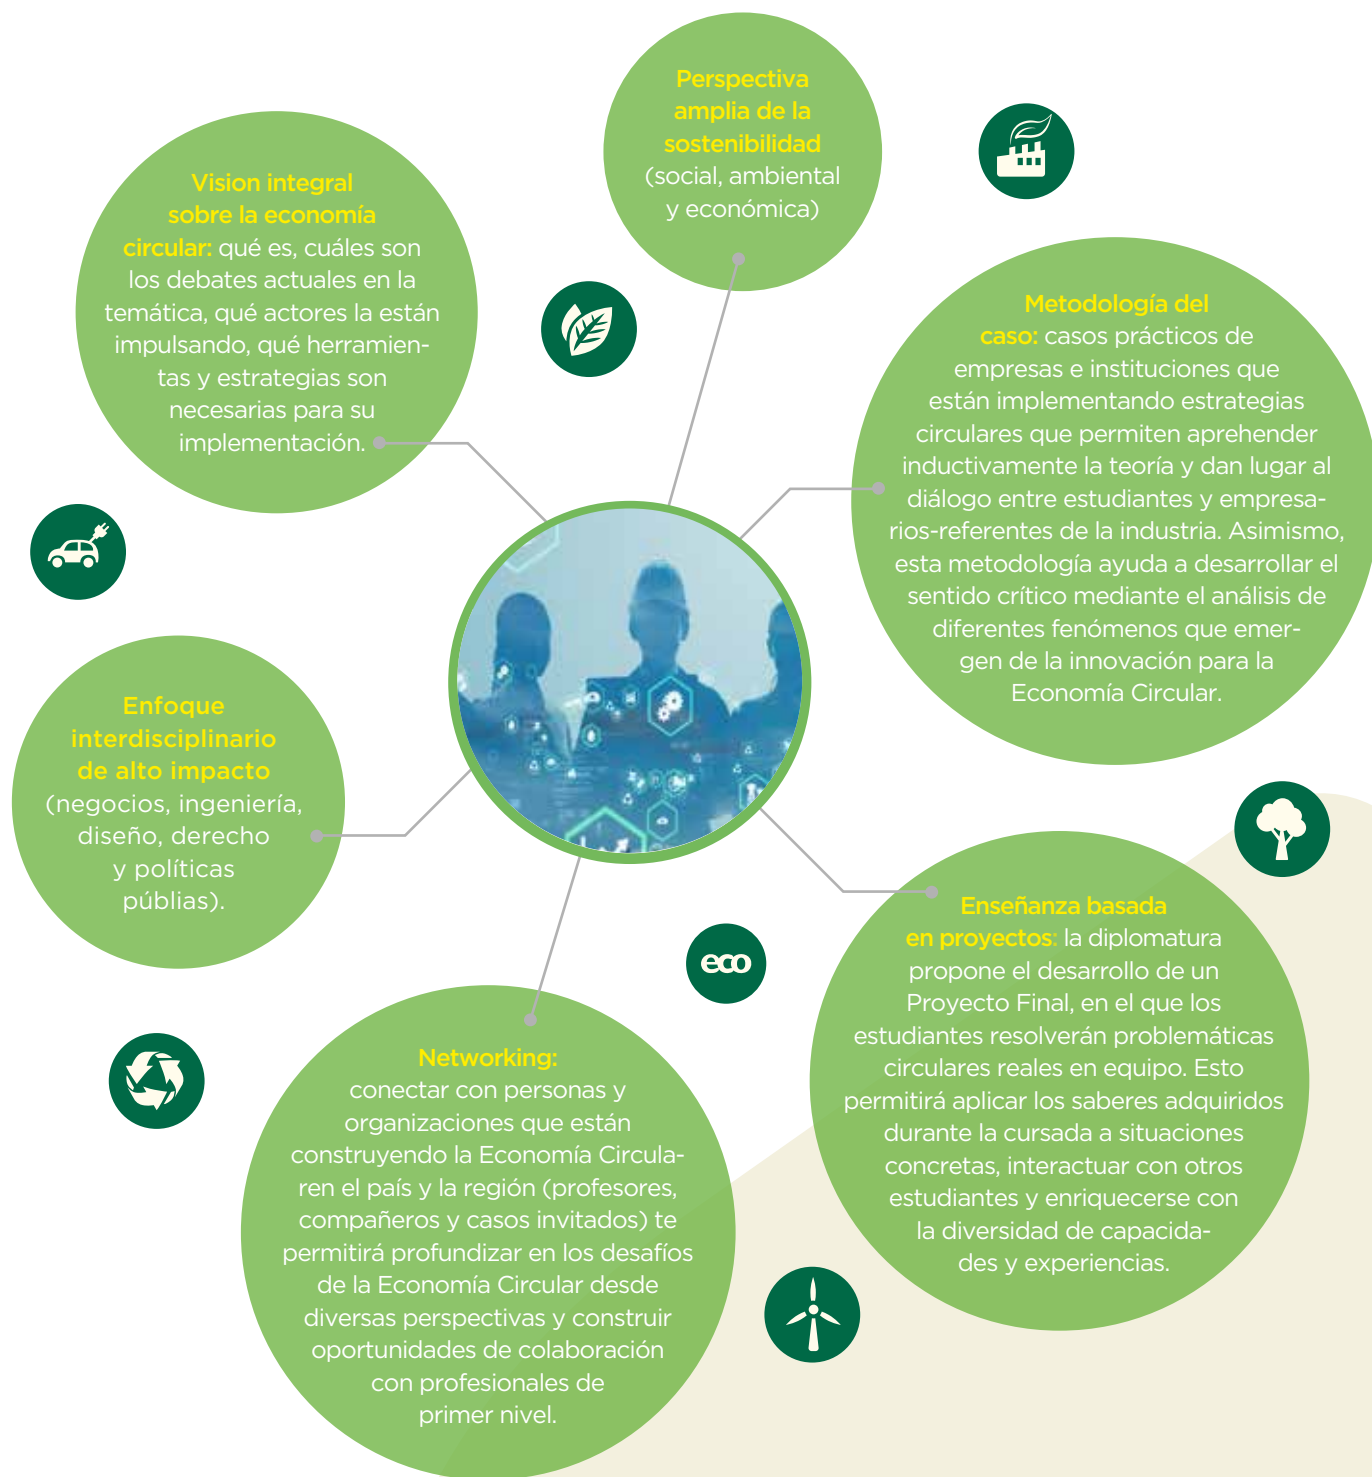 Perspectiva
amplia de la
sostenibilidad
(social, ambiental
y económica)
Vision integral
sobre la economía
circular: qué es, cuáles son
los debates actuales en la
temática, qué actores la están
impulsando, qué herramien-
tas y estrategias son
necesarias para su
implementación.
Metodología del
caso: casos prácticos de
empresas e instituciones que
están implementando estrategias
circulares que permiten aprehender
inductivamente la teoría y dan lugar al
diálogo entre estudiantes y empresa-
rios-referentes de la industria. Asimismo,
esta metodología ayuda a desarrollar el
sentido crítico mediante el análisis de
diferentes fenómenos que emer-
gen de la innovación para la
Economía Circular.
Enfoque
interdisciplinario
de alto impacto
(negocios, ingeniería,
diseño, derecho
y políticas
públias).
Enseñanza basada
en proyectos: la diplomatura
propone el desarrollo de un
Proyecto Final, en el que los
estudiantes resolverán problemáticas
circulares reales en equipo. Esto
permitirá aplicar los saberes adquiridos
durante la cursada a situaciones
concretas, interactuar con otros
estudiantes y enriquecerse con
la diversidad de capacida-
des y experiencias.
eco
Networking:
conectar con personas y
organizaciones que están
construyendo la Economía Circula-
ren el país y la región (profesores,
compañeros y casos invitados) te
permitirá profundizar en los desafíos
de la Economía Circular desde
diversas perspectivas y construir
oportunidades de colaboración
con profesionales de
primer nivel.